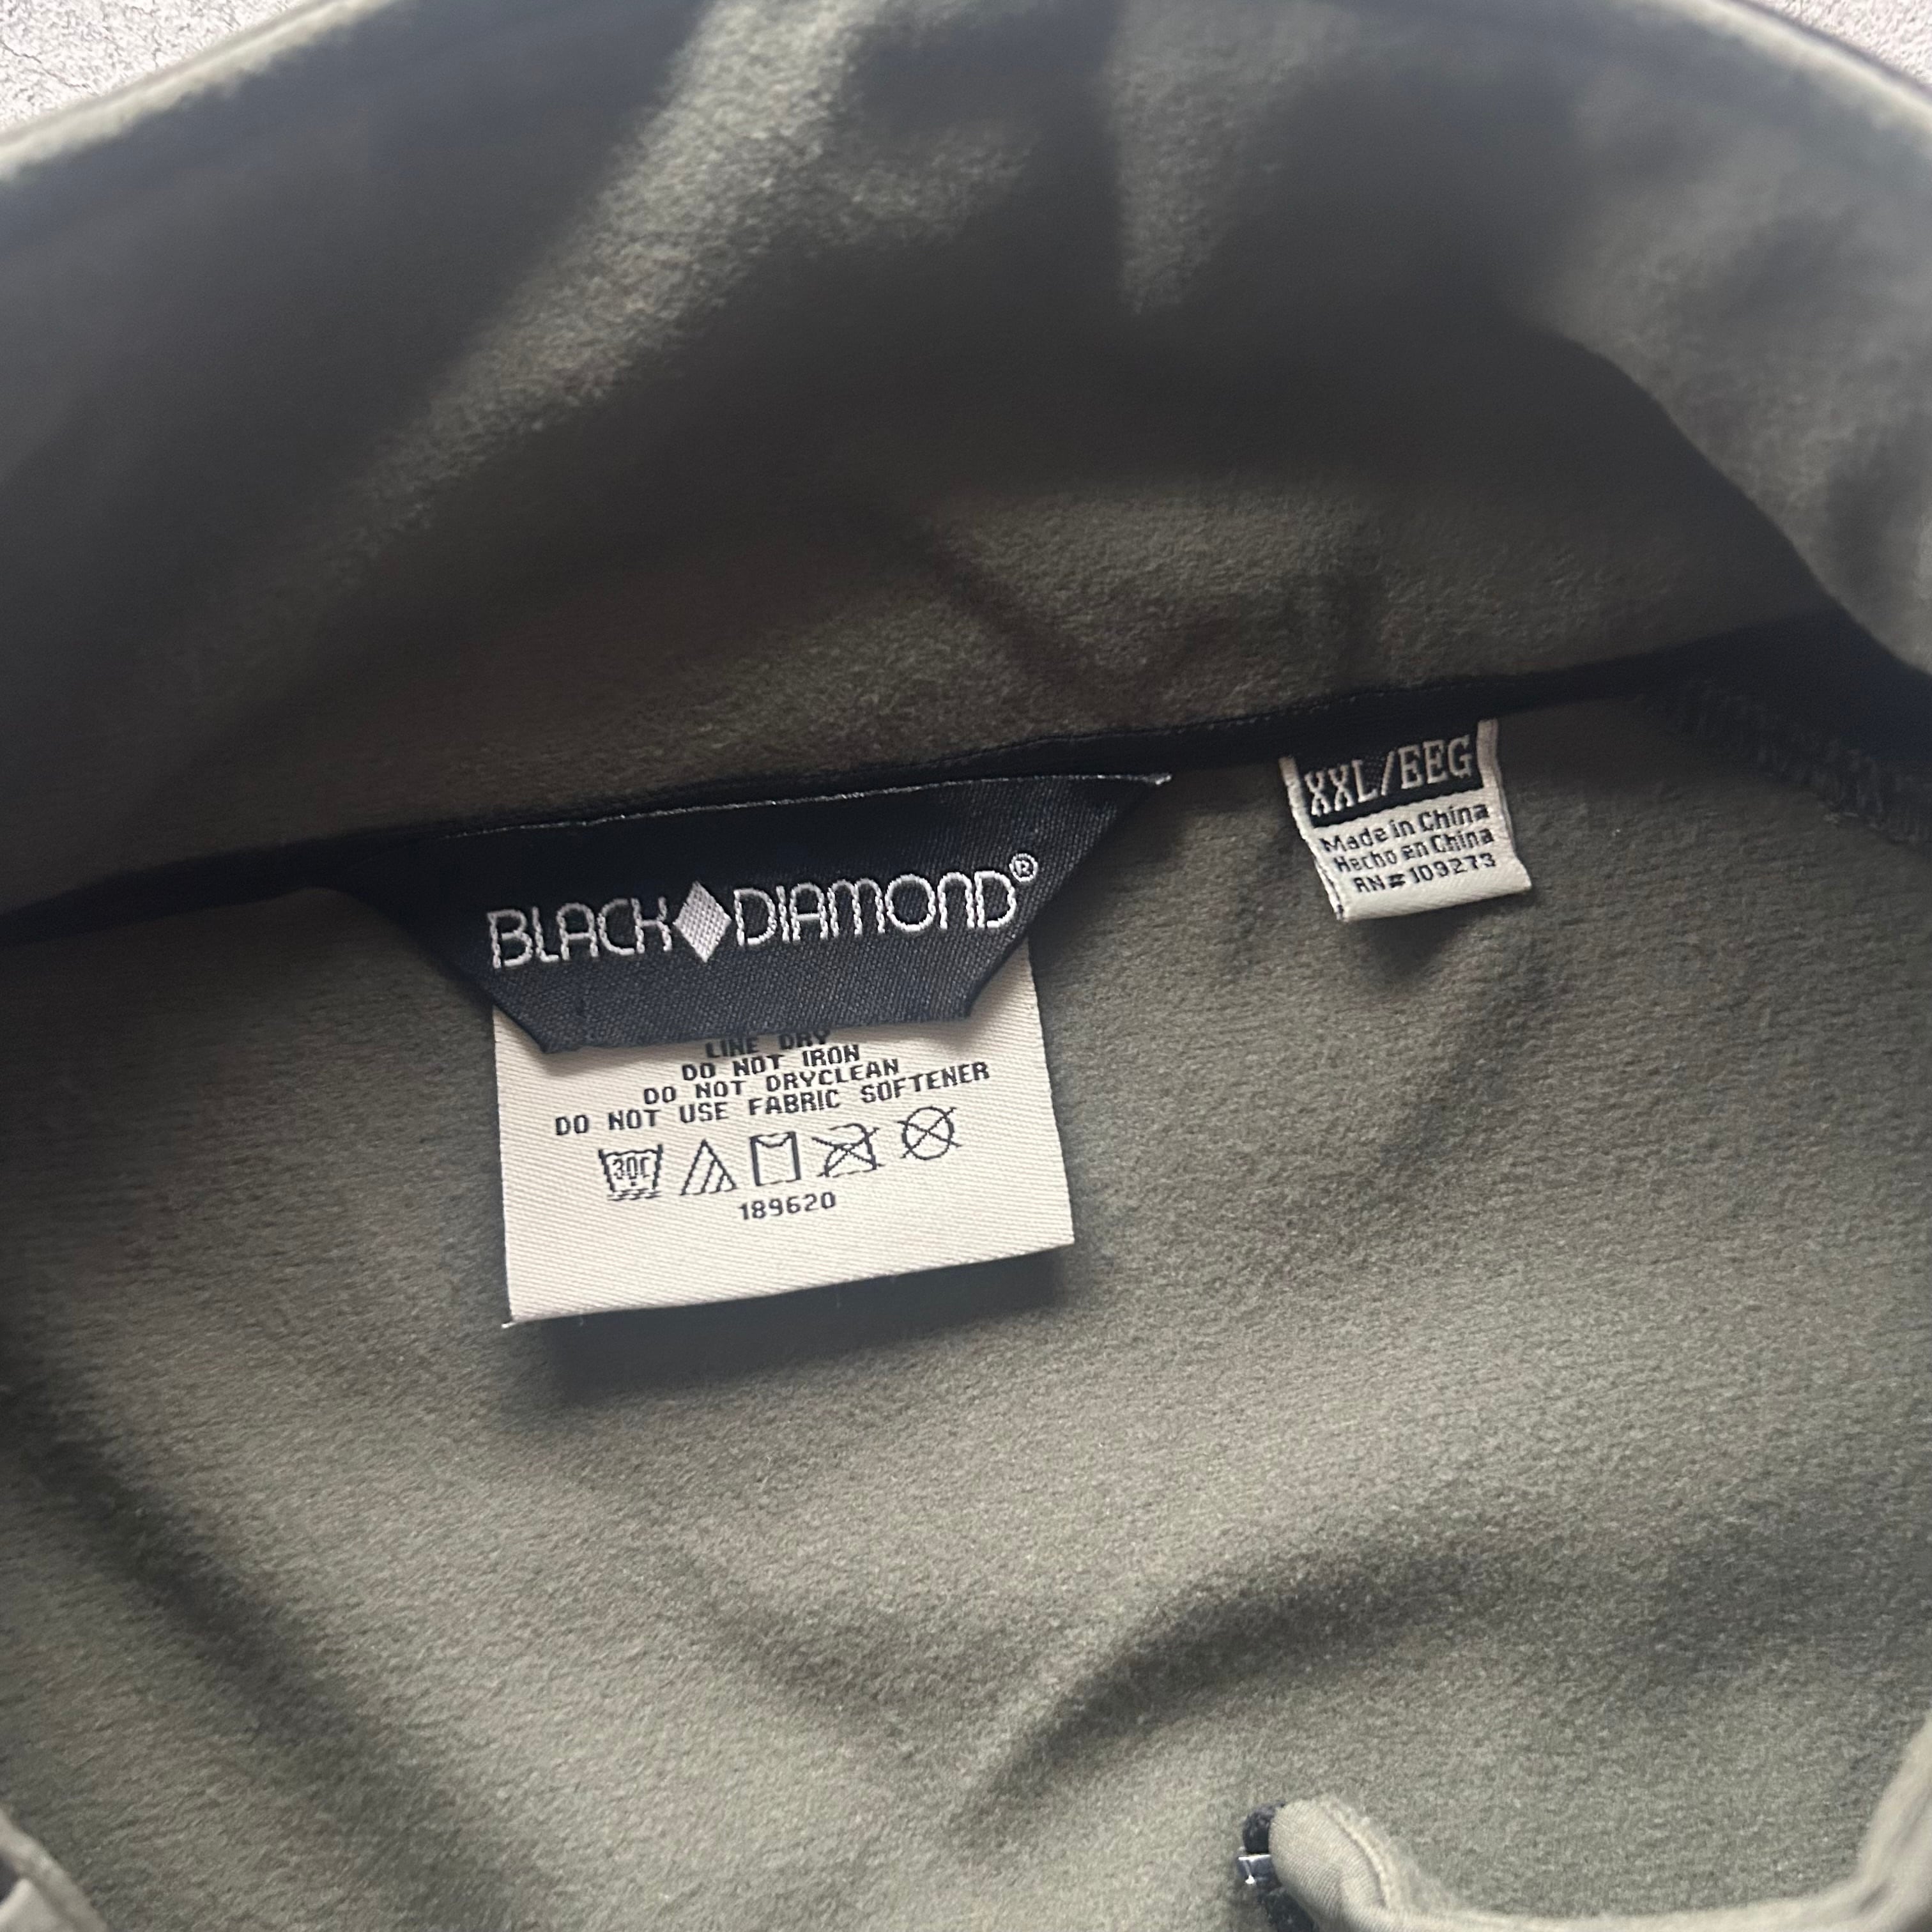 BLACK DIAMOND®
LINE DRY
DO NOT IRON
DO NOT DRYCLEAN
DO NOT USE FABRIC SOFTENER
30C
189620
XXL/EEG
Made in China
Hecho en China
RN#109273